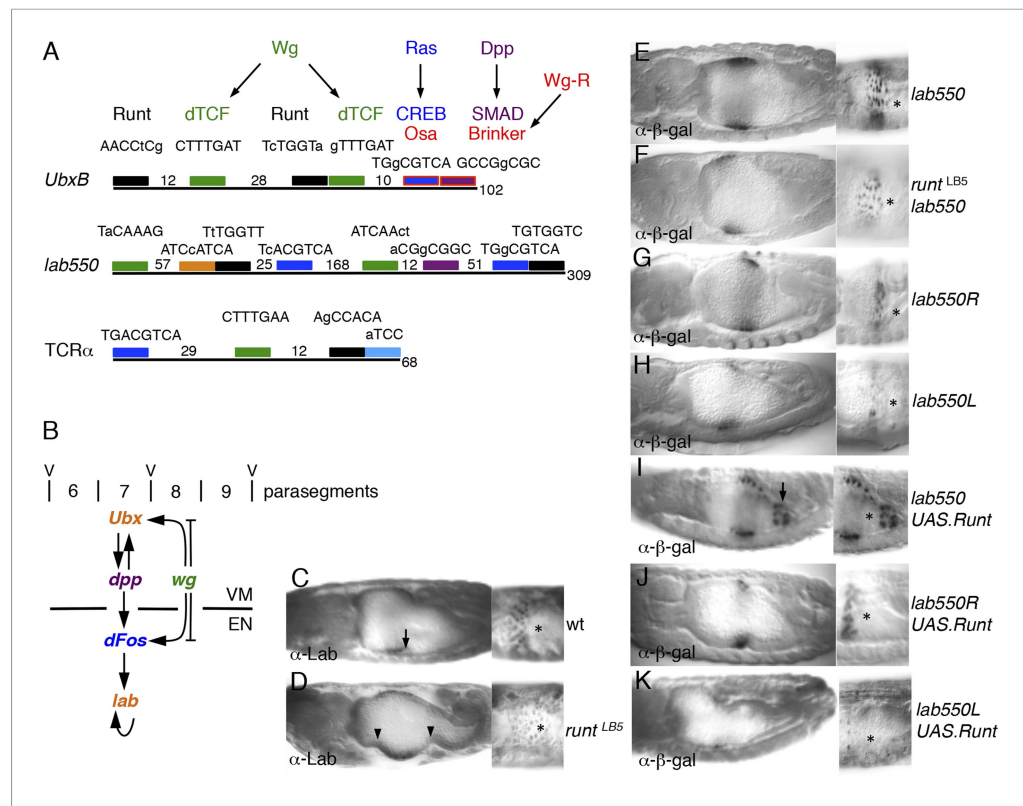 A
Wg
Ras
Dpp
Wg-R
Runt dTCF Runt dTCF CREB SMAD
Osa Brinker
AACCtCg CTTTGAT TcTGGTa gTTTGAT
TGgCGTCA GCCGgCGC
UbxB 12 28 10 102
TaCAAAG TtTGGTT ATCAAct TGTGGTC
ATCcATCA TcACGTCA aCGgCGGC TGgCGTCA
lab550 57 25 168 12 51 309
CTTTGAA AgCCACA
TGACGTCA aTCC
TCRα 29 12 68
B
V V V
6 7 8 9 parasegments
Ubx
dpp wg
VM
EN
dFos
lab
C
α-Lab
* wt
D
α-Lab
* runt LB5
E
α-β-gal
* lab550
F
α-β-gal
* runt LB5
lab550
G
α-β-gal
* lab550R
H
α-β-gal
* lab550L
I
α-β-gal
* lab550
UAS.Runt
J
α-β-gal
* lab550R
UAS.Runt
K
α-β-gal
* lab550L
UAS.Runt